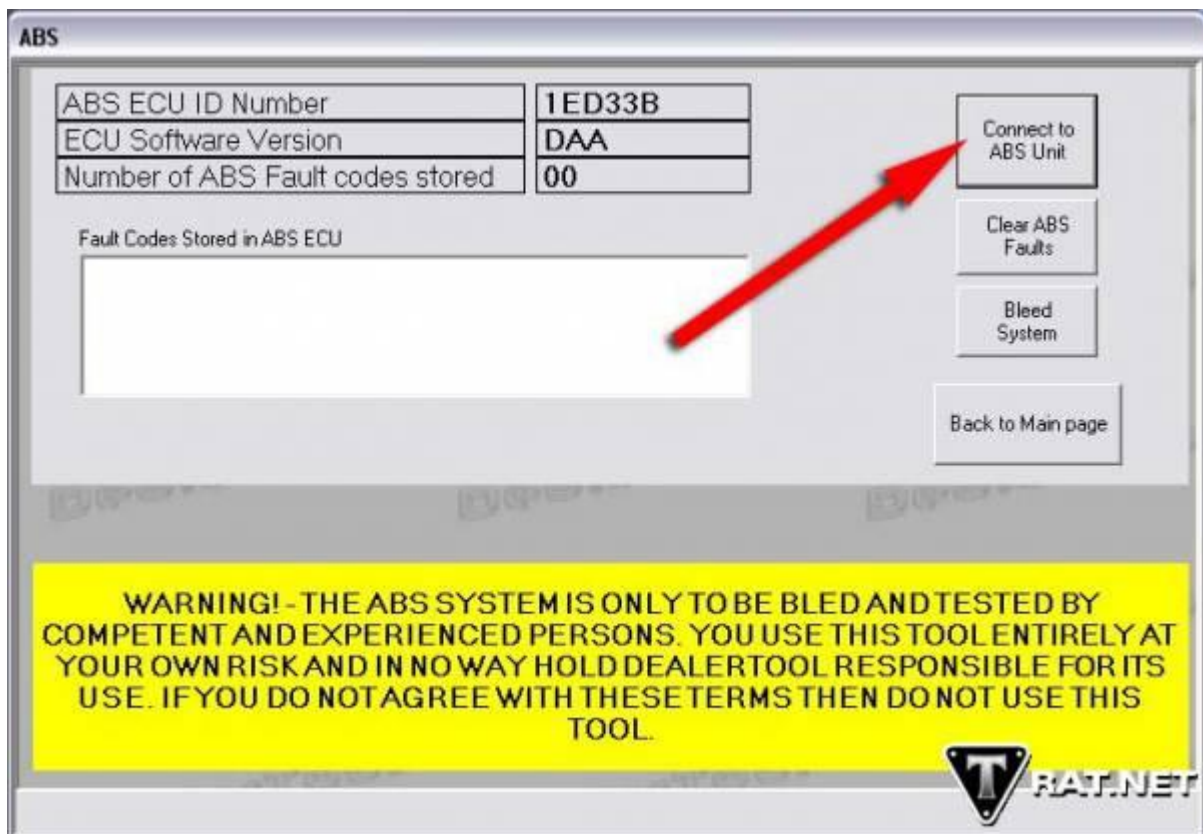 ABS
ABS ECU ID Number 1ED33B
ECU Software Version DAA
Number of ABS Fault codes stored 00
Connect to
ABS Unit
Clear ABS
Faults
Fault Codes Stored in ABS ECU
Bleed
System
Back to Main page
WARNING! - THE ABS SYSTEM IS ONLY TO BE BLED AND TESTED BY
COMPETENT AND EXPERIENCED PERSONS. YOU USE THIS TOOL ENTIRELY AT
YOUR OWN RISK AND IN NO WAY HOLD DEALERTOOL RESPONSIBLE FOR ITS
USE. IF YOU DO NOT AGREE WITH THESE TERMS THEN DO NOT USE THIS
TOOL.
T RAT.NET